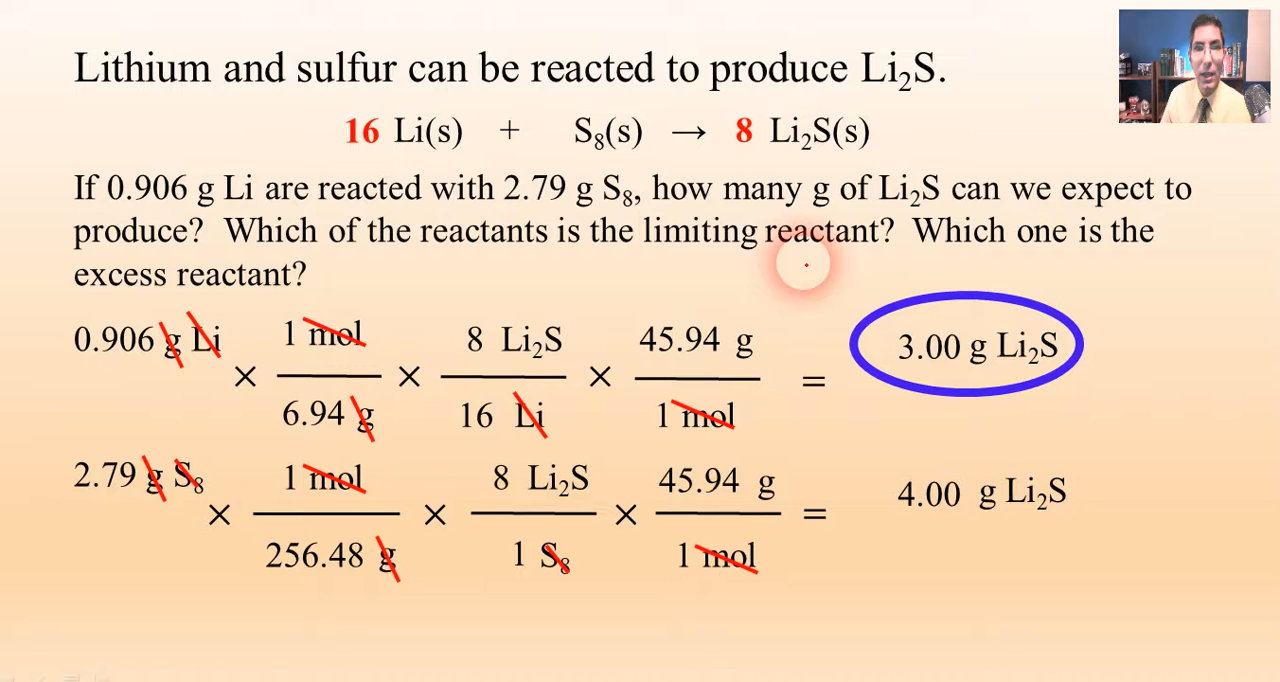 Lithium and sulfur can be reacted to produce Li₂S.
16 Li(s) + S₈(s) → 8 Li₂S(s)
If 0.906 g Li are reacted with 2.79 g S₈, how many g of Li₂S can we expect to
produce? Which of the reactants is the limiting reactant? Which one is the
excess reactant?
0.906 g Li × 1 mol / 6.94 g × 8 Li₂S / 16 Li × 45.94 g / 1 mol = 3.00 g Li₂S
2.79 g S₈ × 1 mol / 256.48 g × 8 Li₂S / 1 S₈ × 45.94 g / 1 mol = 4.00 g Li₂S